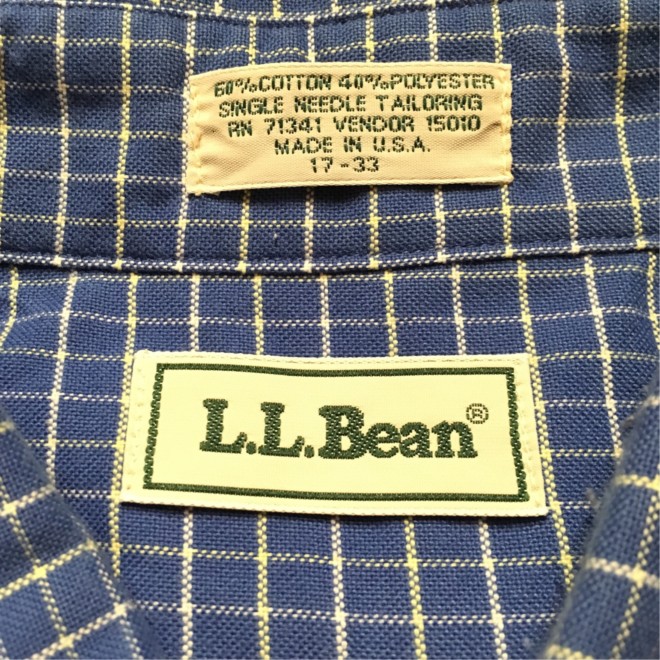 60%COTTON 40%POLYESTER
SINGLE NEEDLE TAILORING
RN 71341 VENDOR 15010
MADE IN U.S.A.
17-33
L.L.Bean®